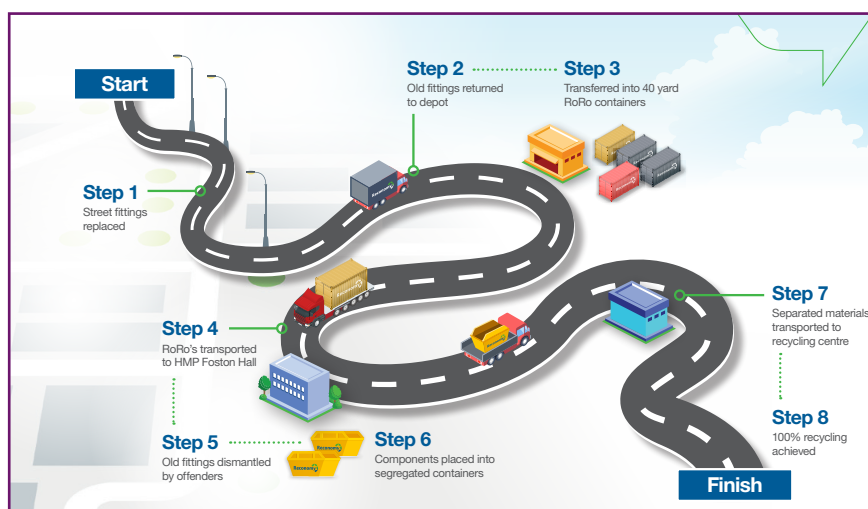 Start
Step 1
Street fittings
replaced
Step 2
Old fittings returned
to depot
Step 3
Transferred into 40 yard
RoRo containers
Step 4
RoRo's transported
to HMP Foston Hall
Step 5
Old fittings dismantled
by offenders
Step 6
Components placed into
segregated containers
Step 7
Separated materials
transported to
recycling centre
Step 8
100% recycling
achieved
Finish